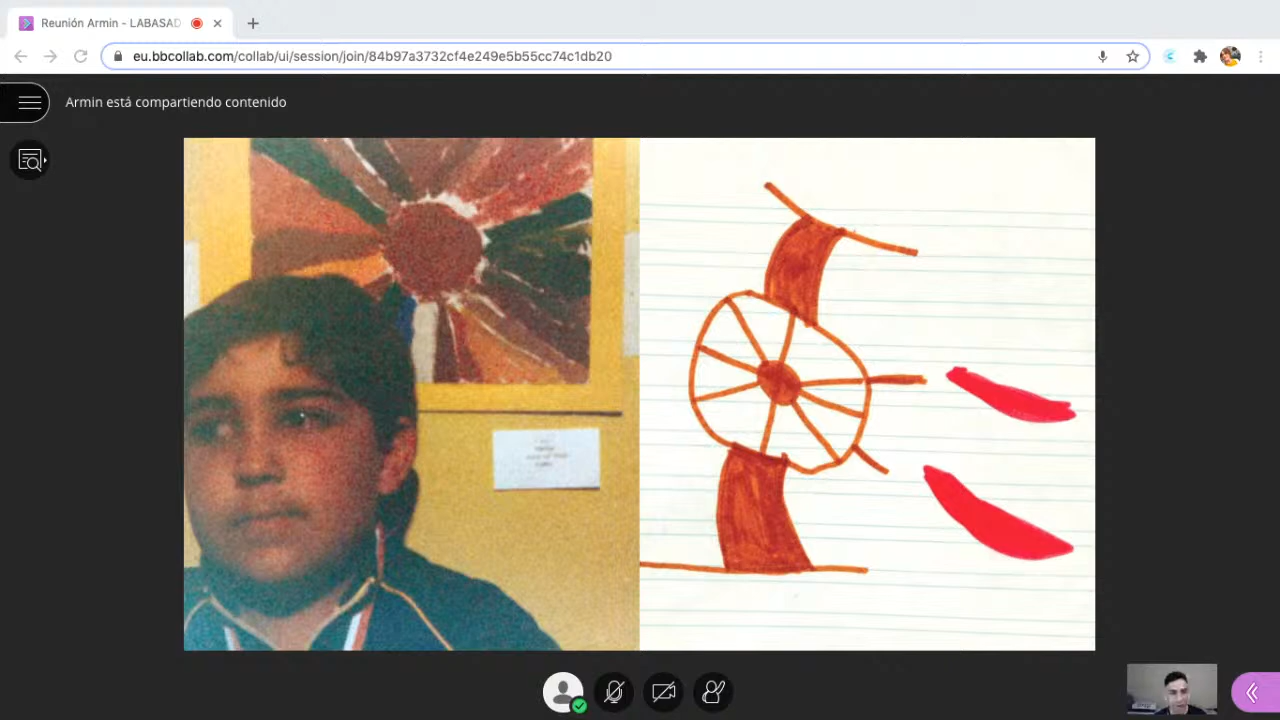 Reunión Armin - LABASAD
eu.bbcollab.com/collab/ui/session/join/84b97a3732cf4e249e5b55cc74c1db20
Armin está compartiendo contenido